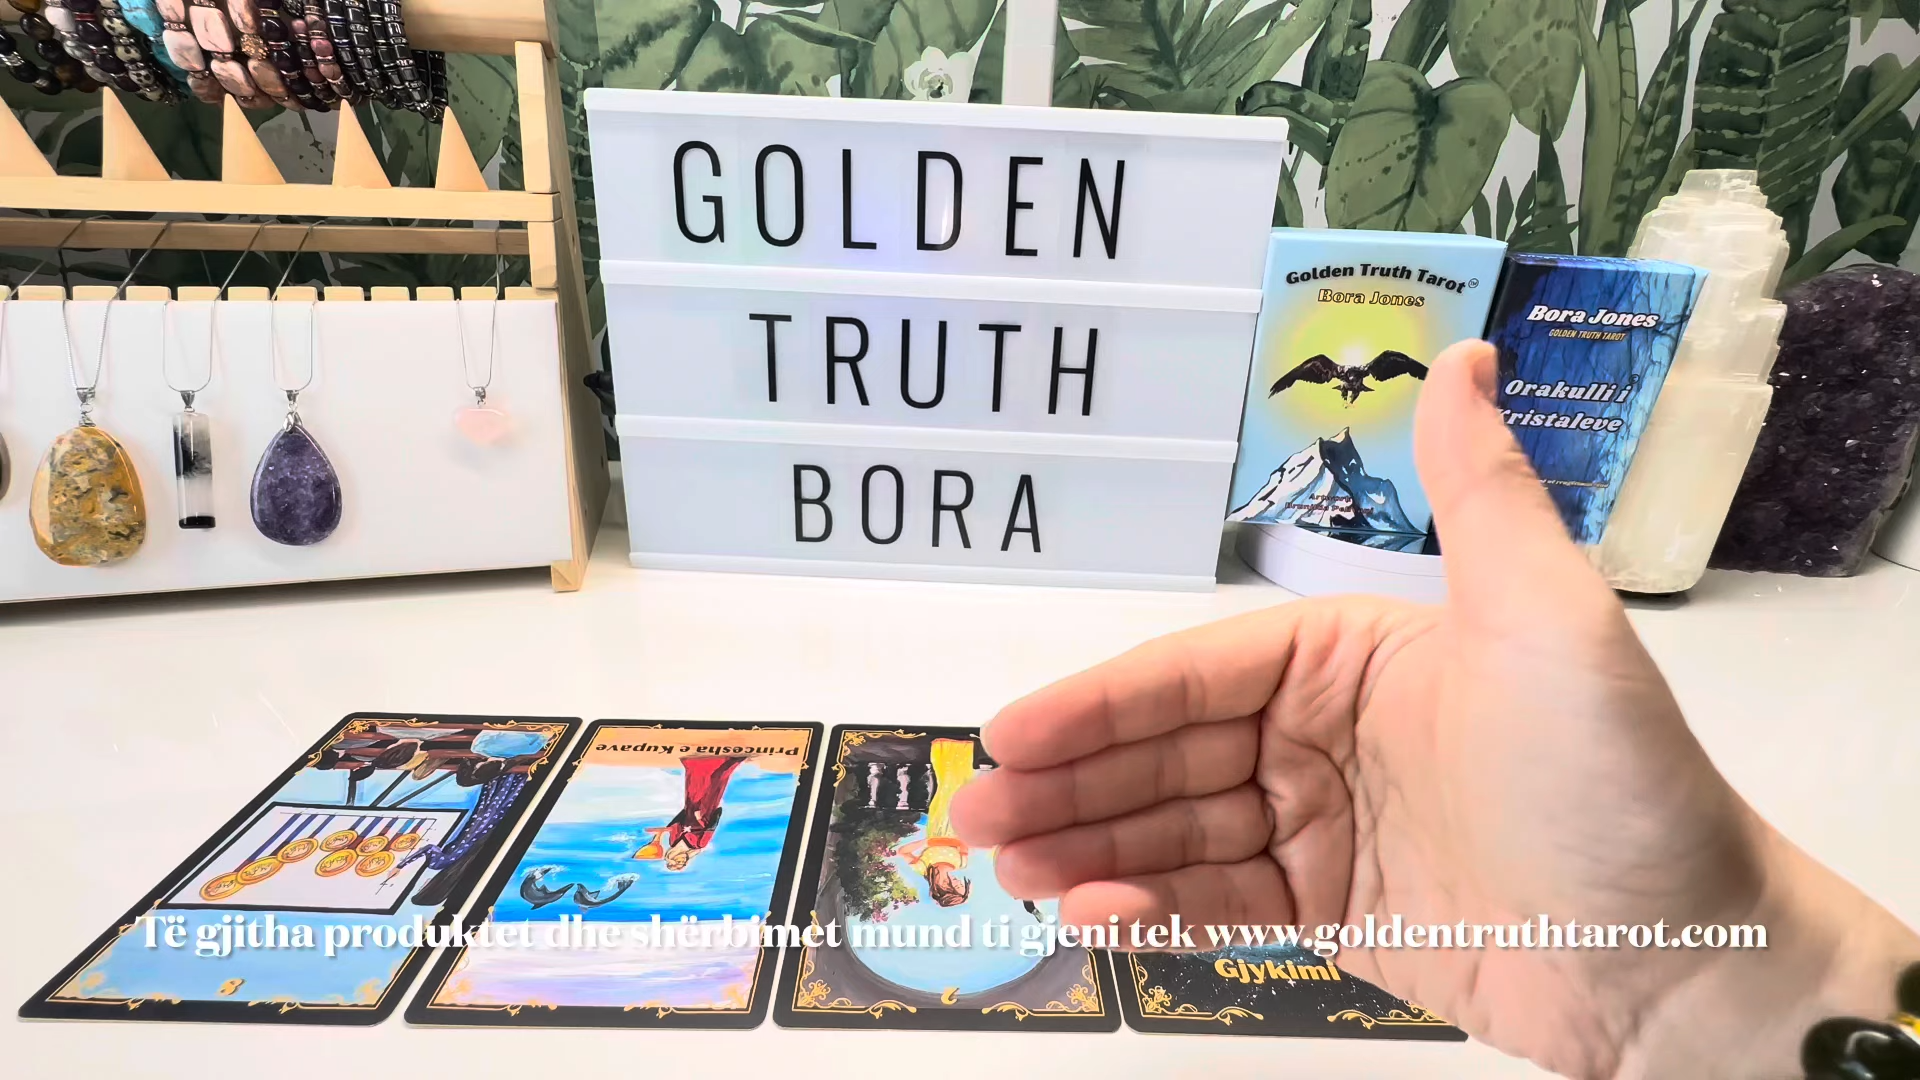 GOLDEN
TRUTH
BORA
Golden Truth Tarot
Bora Jones
Bora Jones
GOLDEN TRUTH TAROT
Orakulli i
Kristaleve
Princesha e Kupave
Të gjitha produktet dhe shërbimet mund ti gjeni tek www.goldentruthtarot.com
8
2
Gjykimi